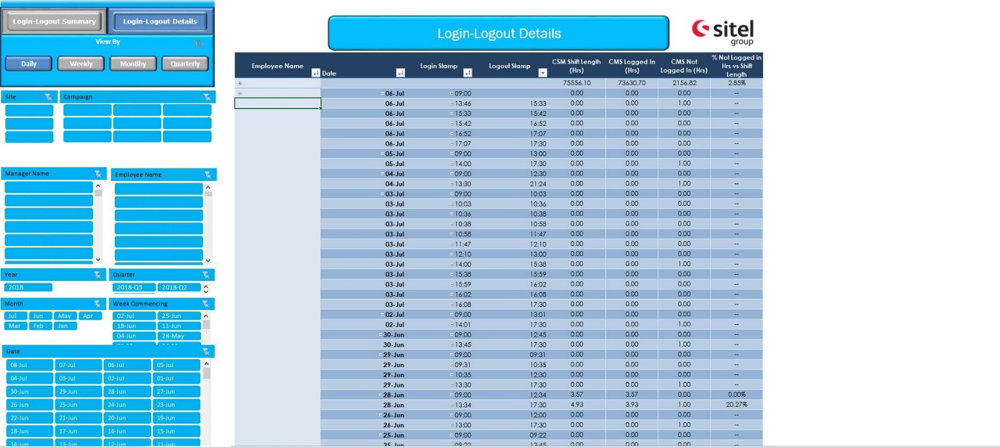 Login-Logout Summary Login-Logout Details
View By
Daily Weekly Montlhy Quarterly
Site Campaign
Manager Name Employee Name
Year Quarter
2018 2018-Q3 2018-Q2
Month Week Commencing
Jul Jun May Apr 02-Jul 25-Jun
Mar Feb Jan 18-Jun 11-Jun
04-Jun 28-May
Date
08-Jul 07-Jul 06-Jul 05-Jul
04-Jul 03-Jul 02-Jul 01-Jul
30-Jun 29-Jun 28-Jun 27-Jun
26-Jun 25-Jun 24-Jun 23-Jun
22-Jun 21-Jun 20-Jun 19-Jun
18-Jun 17-Jun 16-Jun 15-Jun
14-Jun 13-Jun 12-Jun 11-Jun
Login-Logout Details
sitel
group
Employee Name Date Login Stamp Logout Stamp CSM Shift Length (Hrs) CMS Logged In (Hrs) CMS Not Logged In (Hrs) % Not Logged in Hrs vs Shift Length
75556.10 73630.70 2156.82 2.85%
06-Jul 09:00 0.00 0.00 0.00 --
06-Jul 13:46 15:33 0.00 0.00 1.00 --
06-Jul 15:33 15:42 0.00 0.00 0.00 --
06-Jul 15:42 16:52 0.00 0.00 0.00 --
06-Jul 16:52 17:07 0.00 0.00 0.00 --
06-Jul 17:07 17:30 0.00 0.00 0.00 --
05-Jul 09:00 13:00 0.00 0.00 0.00 --
05-Jul 14:00 17:30 0.00 0.00 1.00 --
04-Jul 09:00 12:30 0.00 0.00 0.00 --
04-Jul 13:30 21:24 0.00 0.00 1.00 --
03-Jul 09:00 10:03 0.00 0.00 0.00 --
03-Jul 10:03 10:36 0.00 0.00 0.00 --
03-Jul 10:36 10:38 0.00 0.00 0.00 --
03-Jul 10:38 10:58 0.00 0.00 0.00 --
03-Jul 10:58 11:47 0.00 0.00 0.00 --
03-Jul 11:47 12:10 0.00 0.00 0.00 --
03-Jul 12:10 13:00 0.00 0.00 0.00 --
03-Jul 14:00 15:38 0.00 0.00 1.00 --
03-Jul 15:38 15:59 0.00 0.00 0.00 --
03-Jul 15:59 16:02 0.00 0.00 0.00 --
03-Jul 16:02 16:08 0.00 0.00 0.00 --
03-Jul 16:08 17:30 0.00 0.00 0.00 --
02-Jul 09:00 13:01 0.00 0.00 0.00 --
02-Jul 14:01 17:30 0.00 0.00 1.00 --
30-Jun 09:00 12:45 0.00 0.00 0.00 --
30-Jun 13:45 17:30 0.00 0.00 1.00 --
29-Jun 09:00 09:31 0.00 0.00 0.00 --
29-Jun 09:31 10:35 0.00 0.00 0.00 --
29-Jun 10:35 12:30 0.00 0.00 0.00 --
29-Jun 13:30 17:30 0.00 0.00 1.00 --
28-Jun 09:00 12:34 3.57 3.57 0.00 0.00%
28-Jun 13:34 17:30 4.93 3.93 1.00 20.27%
26-Jun 09:00 12:00 0.00 0.00 0.00 --
26-Jun 13:00 17:30 0.00 0.00 1.00 --
25-Jun 09:00 09:22 0.00 0.00 0.00 --
25-Jun 09:22 13:45 0.00 0.00 0.00 --